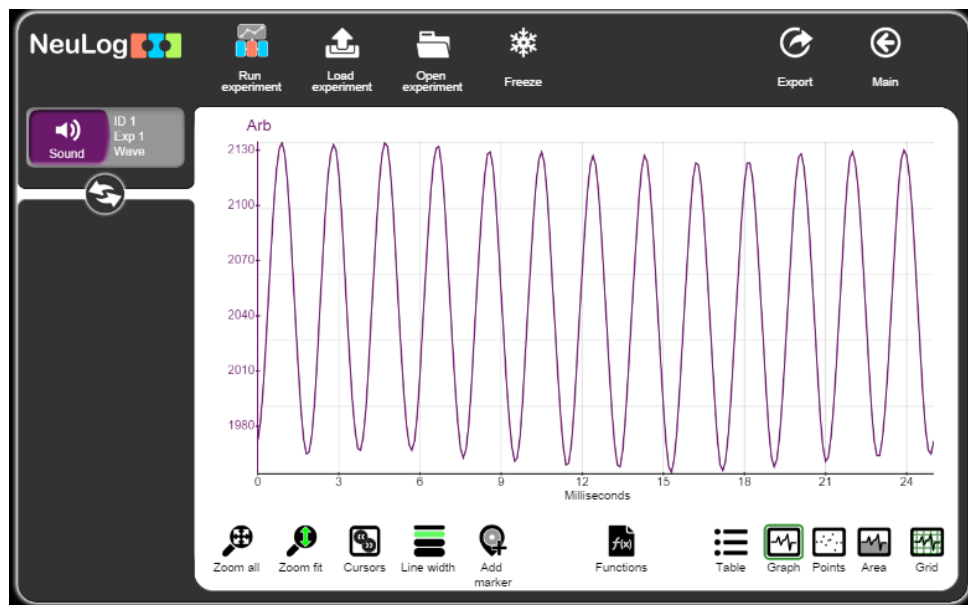 NeuLog
Run
experiment
Load
experiment
Open
experiment
Freeze
Export
Main
Sound
ID 1
Exp 1
Wave
Arb
2130
2100
2070
2040
2010
1980
0 3 6 9 12 15 18 21 24
Milliseconds
Zoom all
Zoom fit
Cursors
Line width
Add
marker
f(x)
Functions
Table
Graph
Points
Area
Grid